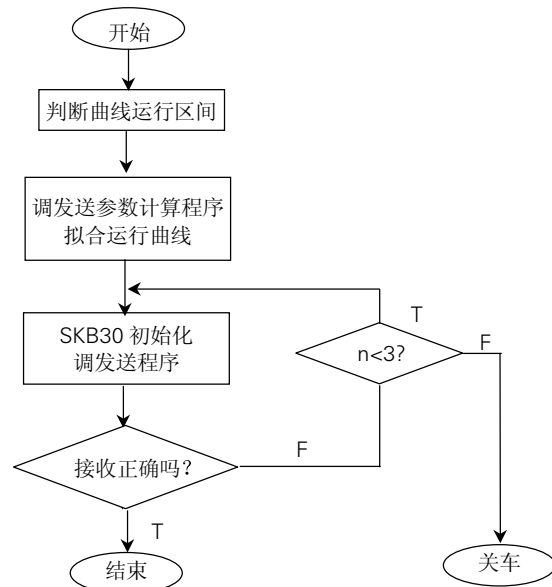 开始
判断曲线运行区间
调发送参数计算程序
拟合运行曲线
SKB30 初始化
调发送程序
T
n<3?
F
接收正确吗?
F
T
结束
关车